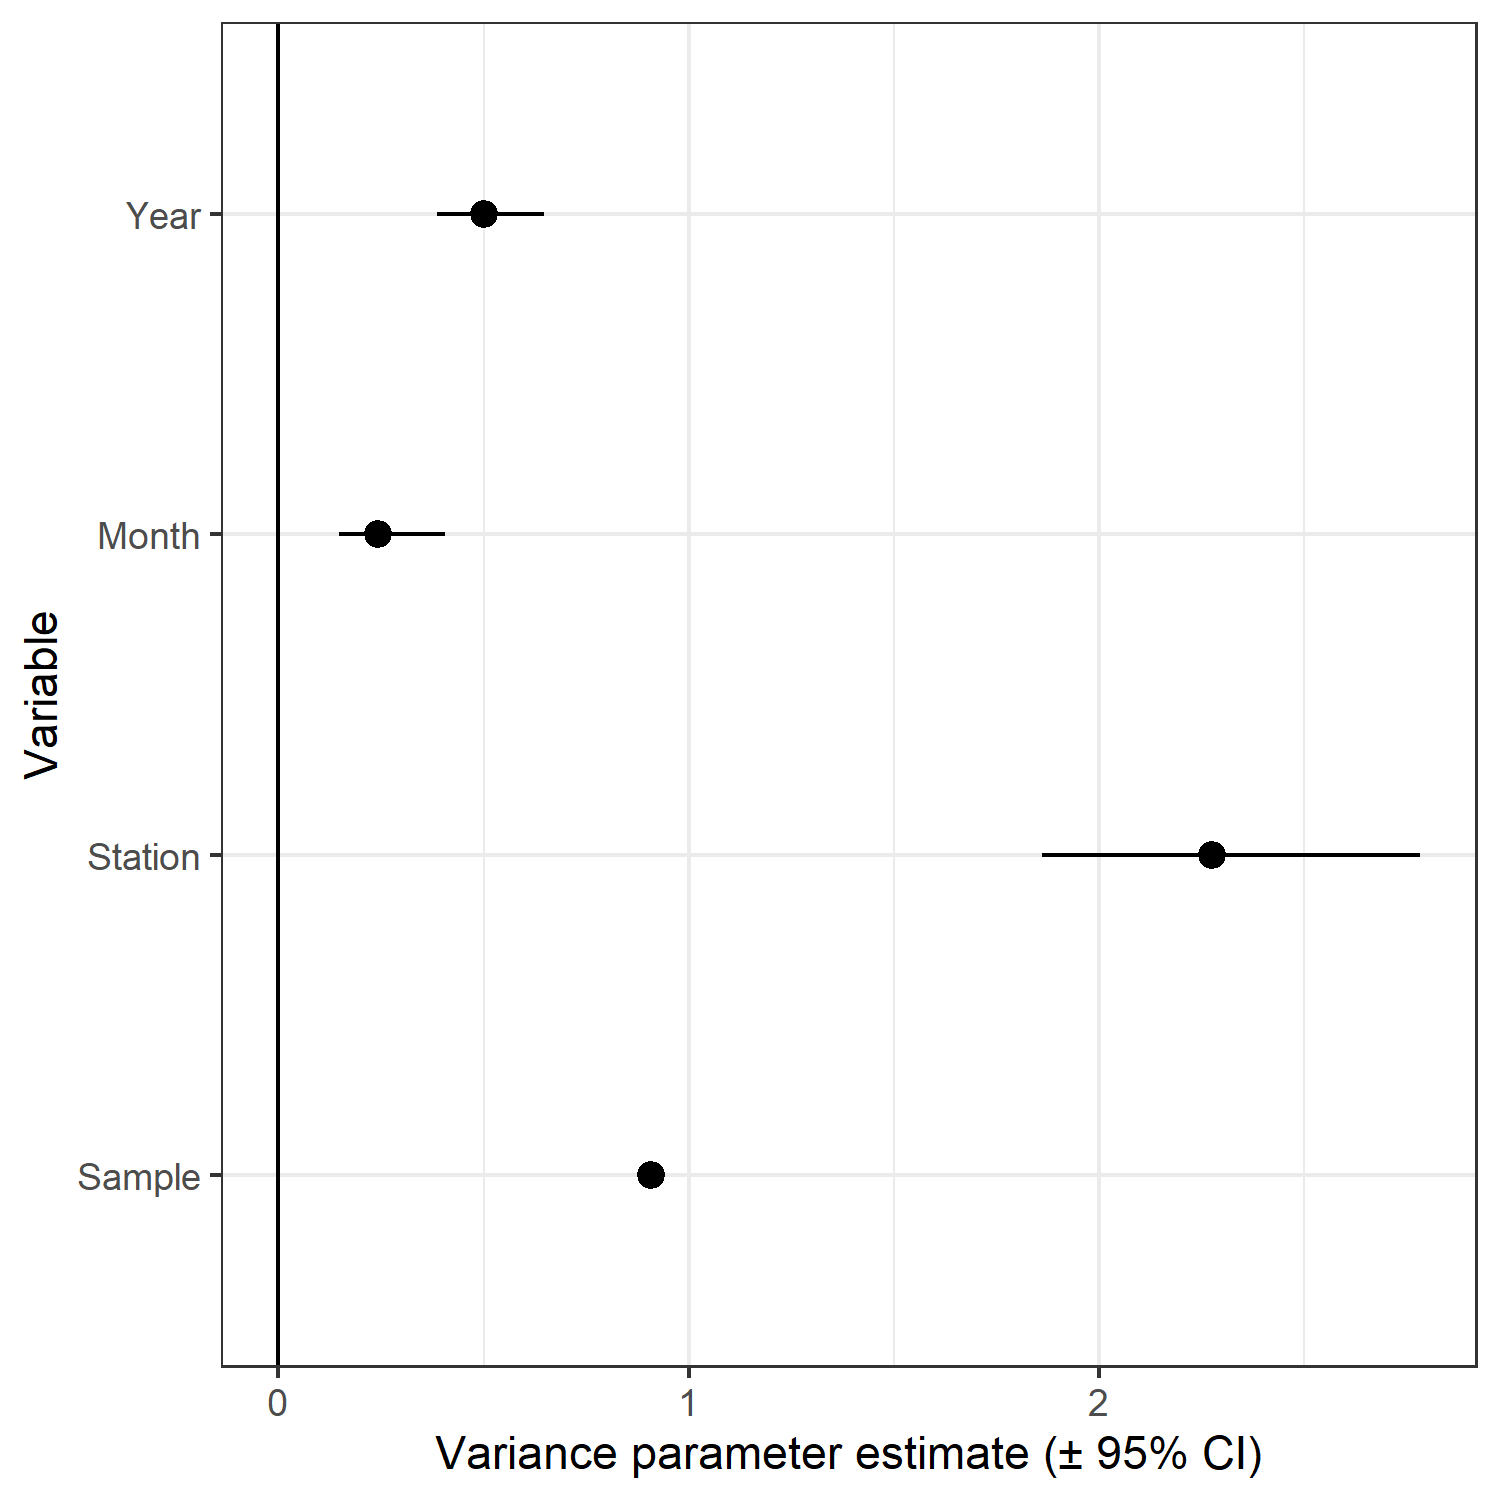 Year
Month
Variable
Station
Sample
0 1 2
Variance parameter estimate (± 95% CI)